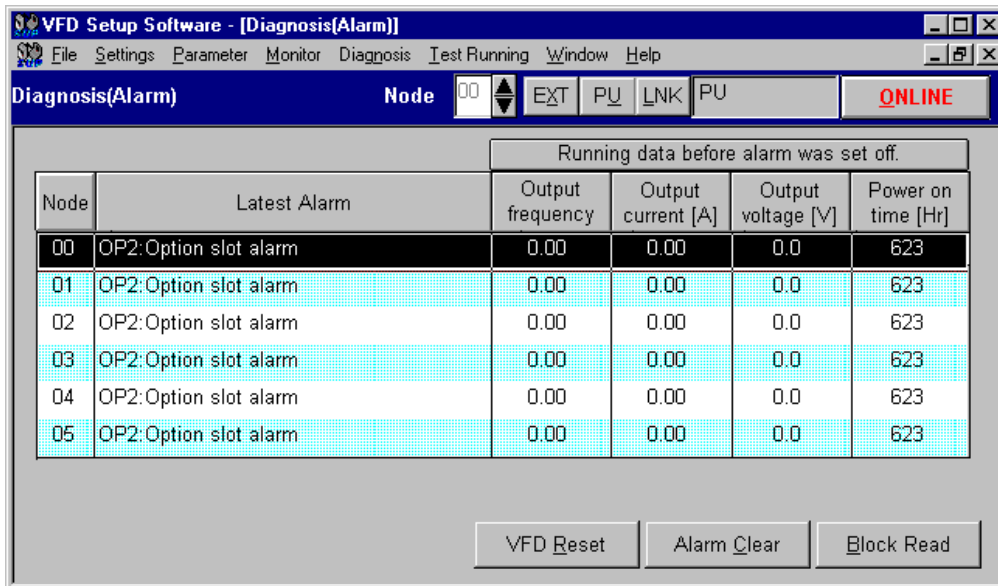 VFD Setup Software - [Diagnosis(Alarm)]
File Settings Parameter Monitor Diagnosis Test Running Window Help
Diagnosis(Alarm) Node 00 EXT PU LNK PU ONLINE
Running data before alarm was set off.
Node Latest Alarm Output frequency Output current [A] Output voltage [V] Power on time [Hr]
00 OP2:Option slot alarm 0.00 0.00 0.0 623
01 OP2:Option slot alarm 0.00 0.00 0.0 623
02 OP2:Option slot alarm 0.00 0.00 0.0 623
03 OP2:Option slot alarm 0.00 0.00 0.0 623
04 OP2:Option slot alarm 0.00 0.00 0.0 623
05 OP2:Option slot alarm 0.00 0.00 0.0 623
VFD Reset Alarm Clear Block Read